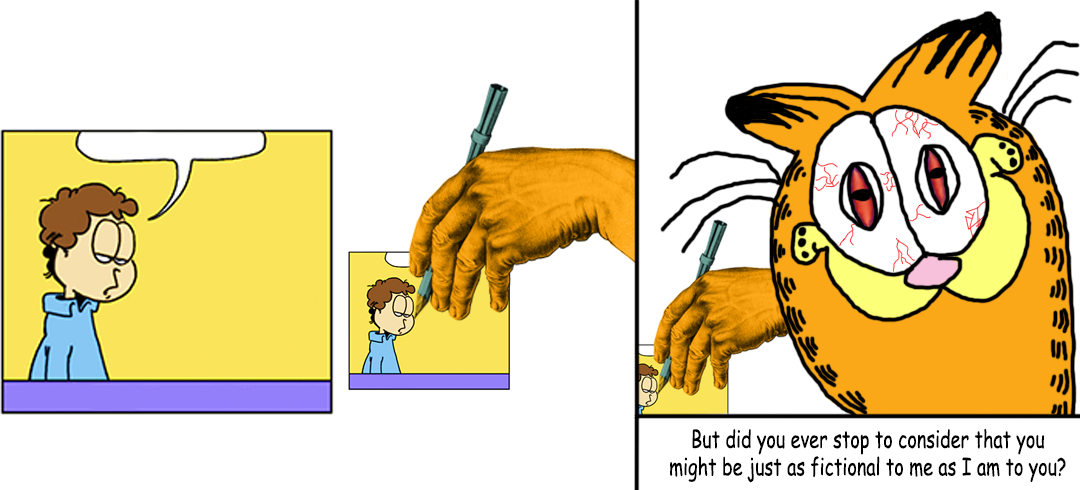 But did you ever stop to consider that you
might be just as fictional to me as I am to you?